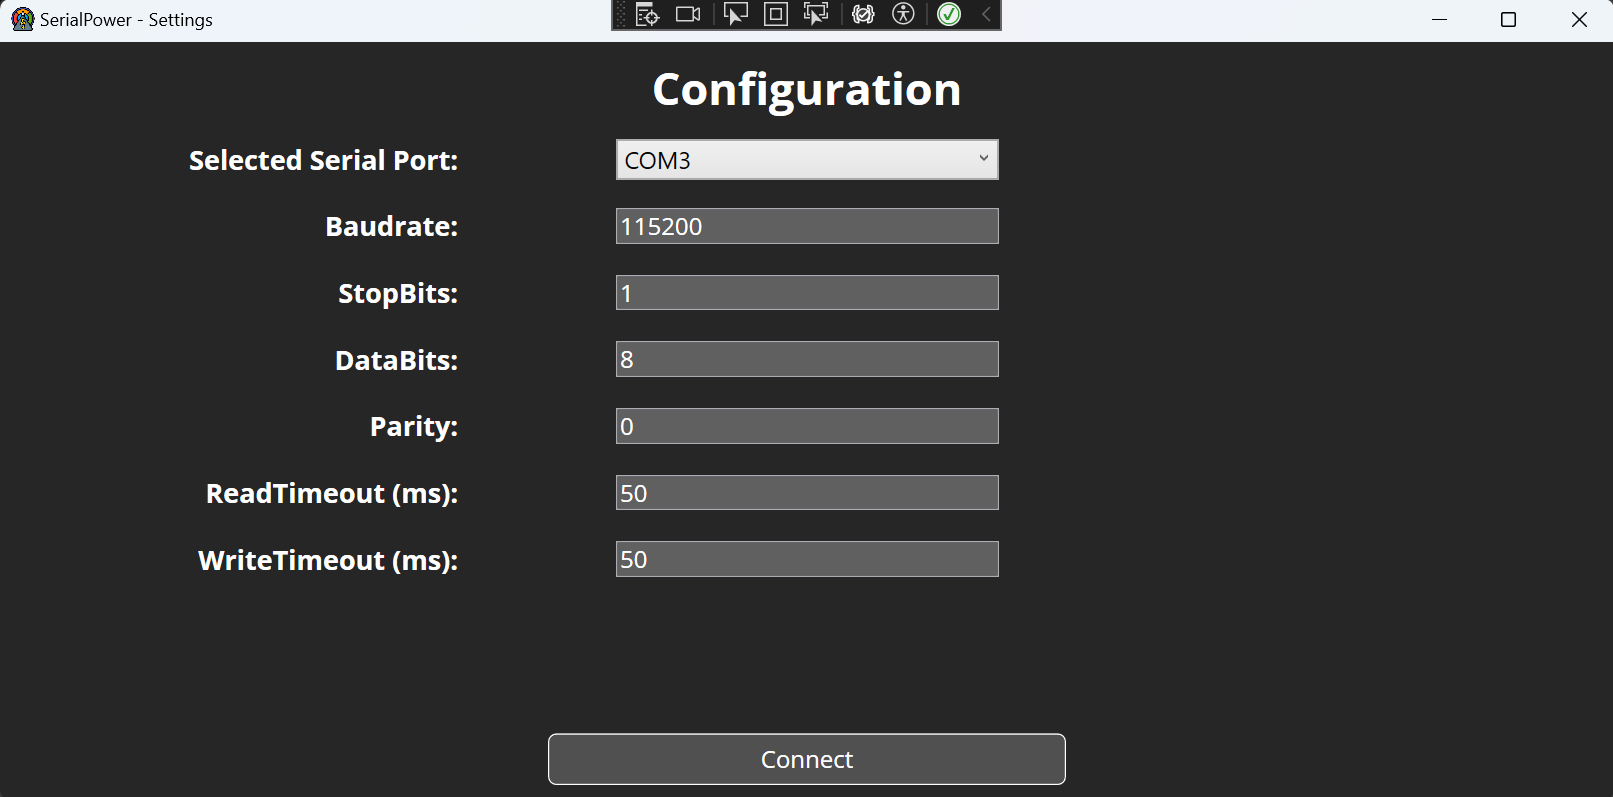 SerialPower - Settings
Configuration
Selected Serial Port: COM3
Baudrate: 115200
StopBits: 1
DataBits: 8
Parity: 0
ReadTimeout (ms): 50
WriteTimeout (ms): 50
Connect